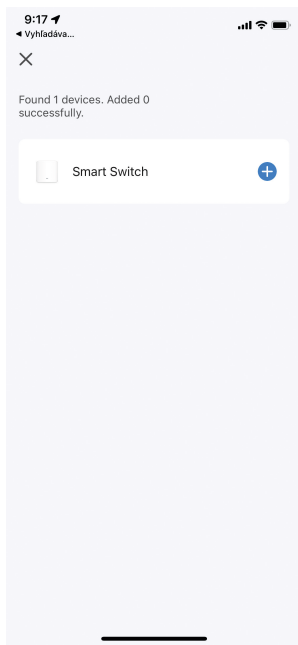 9:17
◀ Vyhľadáva...
Found 1 devices. Added 0
successfully.
Smart Switch